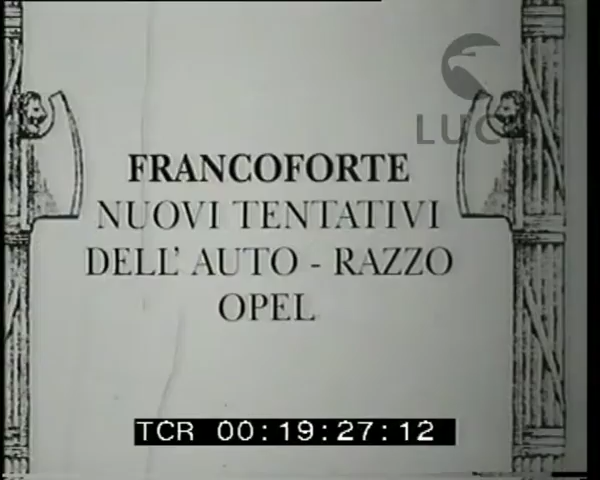 LUC
FRANCOFORTE
NUOVI TENTATIVI
DELL' AUTO - RAZZO
OPEL
TCR 00:19:27:12